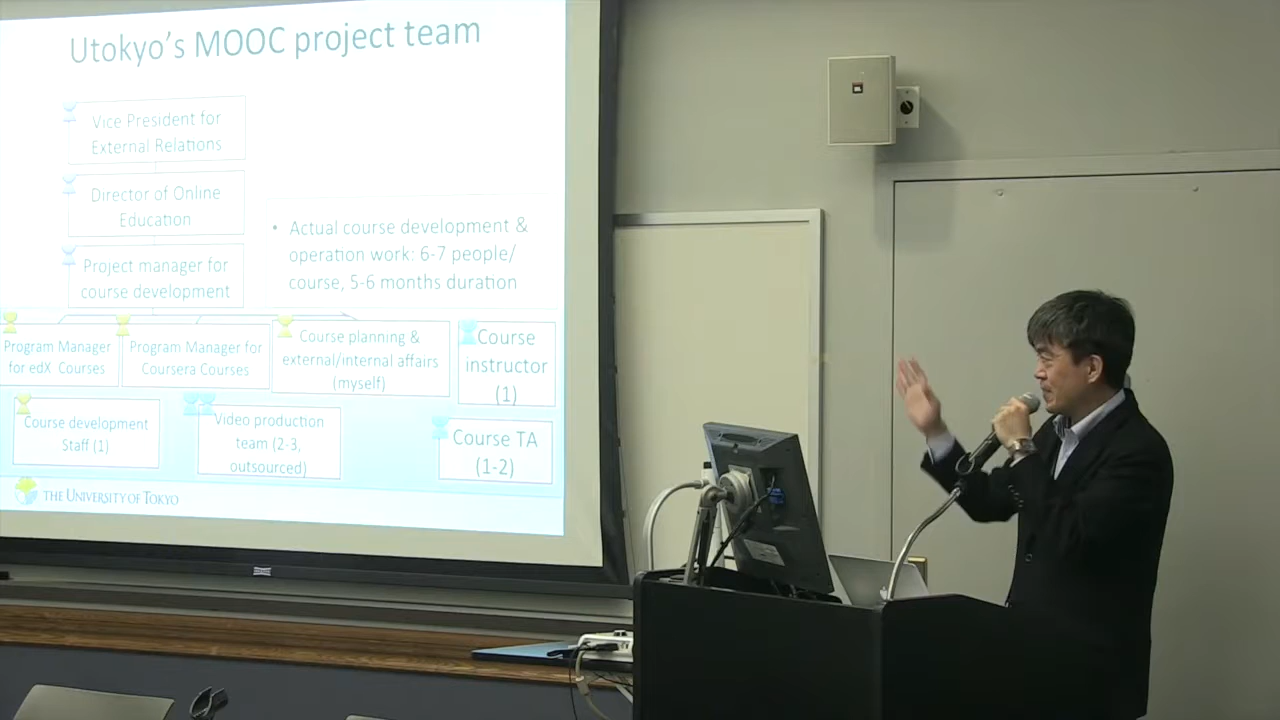 Utokyo's MOOC project team
Vice President for
External Relations
Director of Online
Education
Project manager for
course development
• Actual course development &
operation work: 6-7 people/
course, 5-6 months duration
Program Manager
for edX Courses
Program Manager for
Coursera Courses
Course planning &
external/internal affairs
(myself)
Course
instructor
(1)
Course development
Staff (1)
Video production
team (2-3,
outsourced)
Course TA
(1-2)
THE UNIVERSITY OF TOKYO